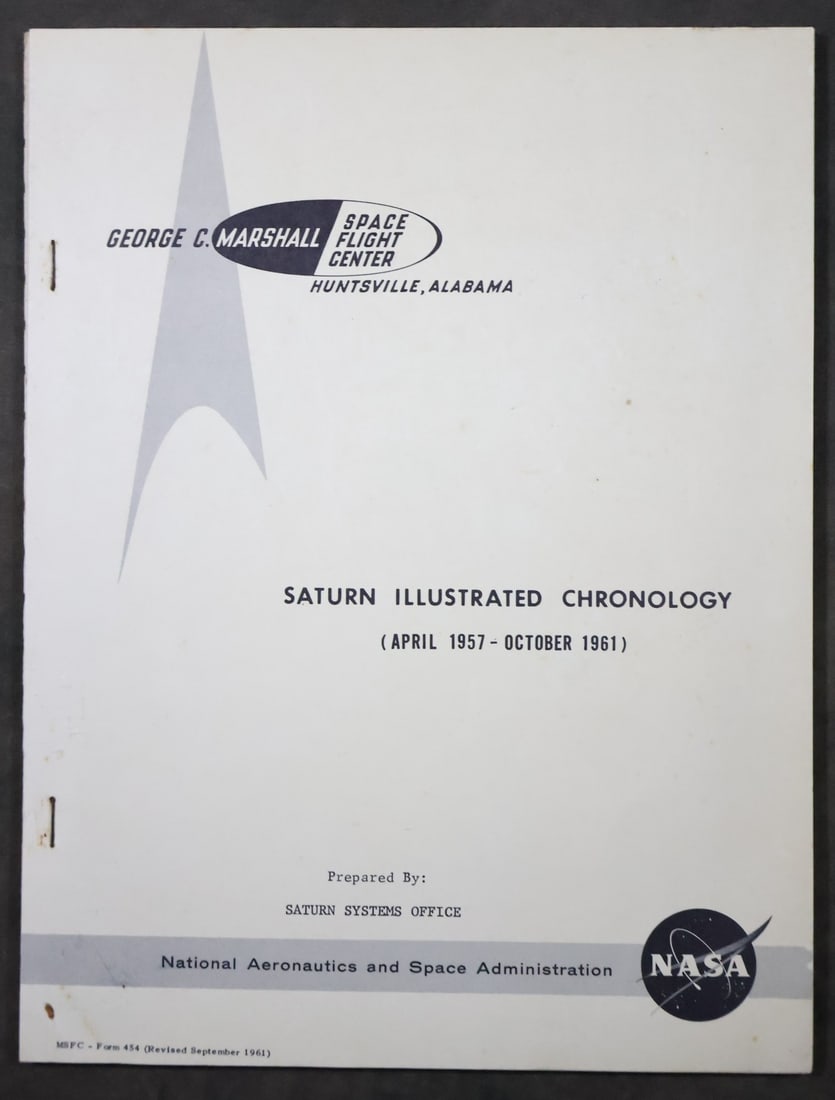 GEORGE C. MARSHALL SPACE
FLIGHT
CENTER
HUNTSVILLE, ALABAMA
SATURN ILLUSTRATED CHRONOLOGY
(APRIL 1957 - OCTOBER 1961)
Prepared By:
SATURN SYSTEMS OFFICE
National Aeronautics and Space Administration
NASA
MSFC - Form 454 (Revised September 1961)